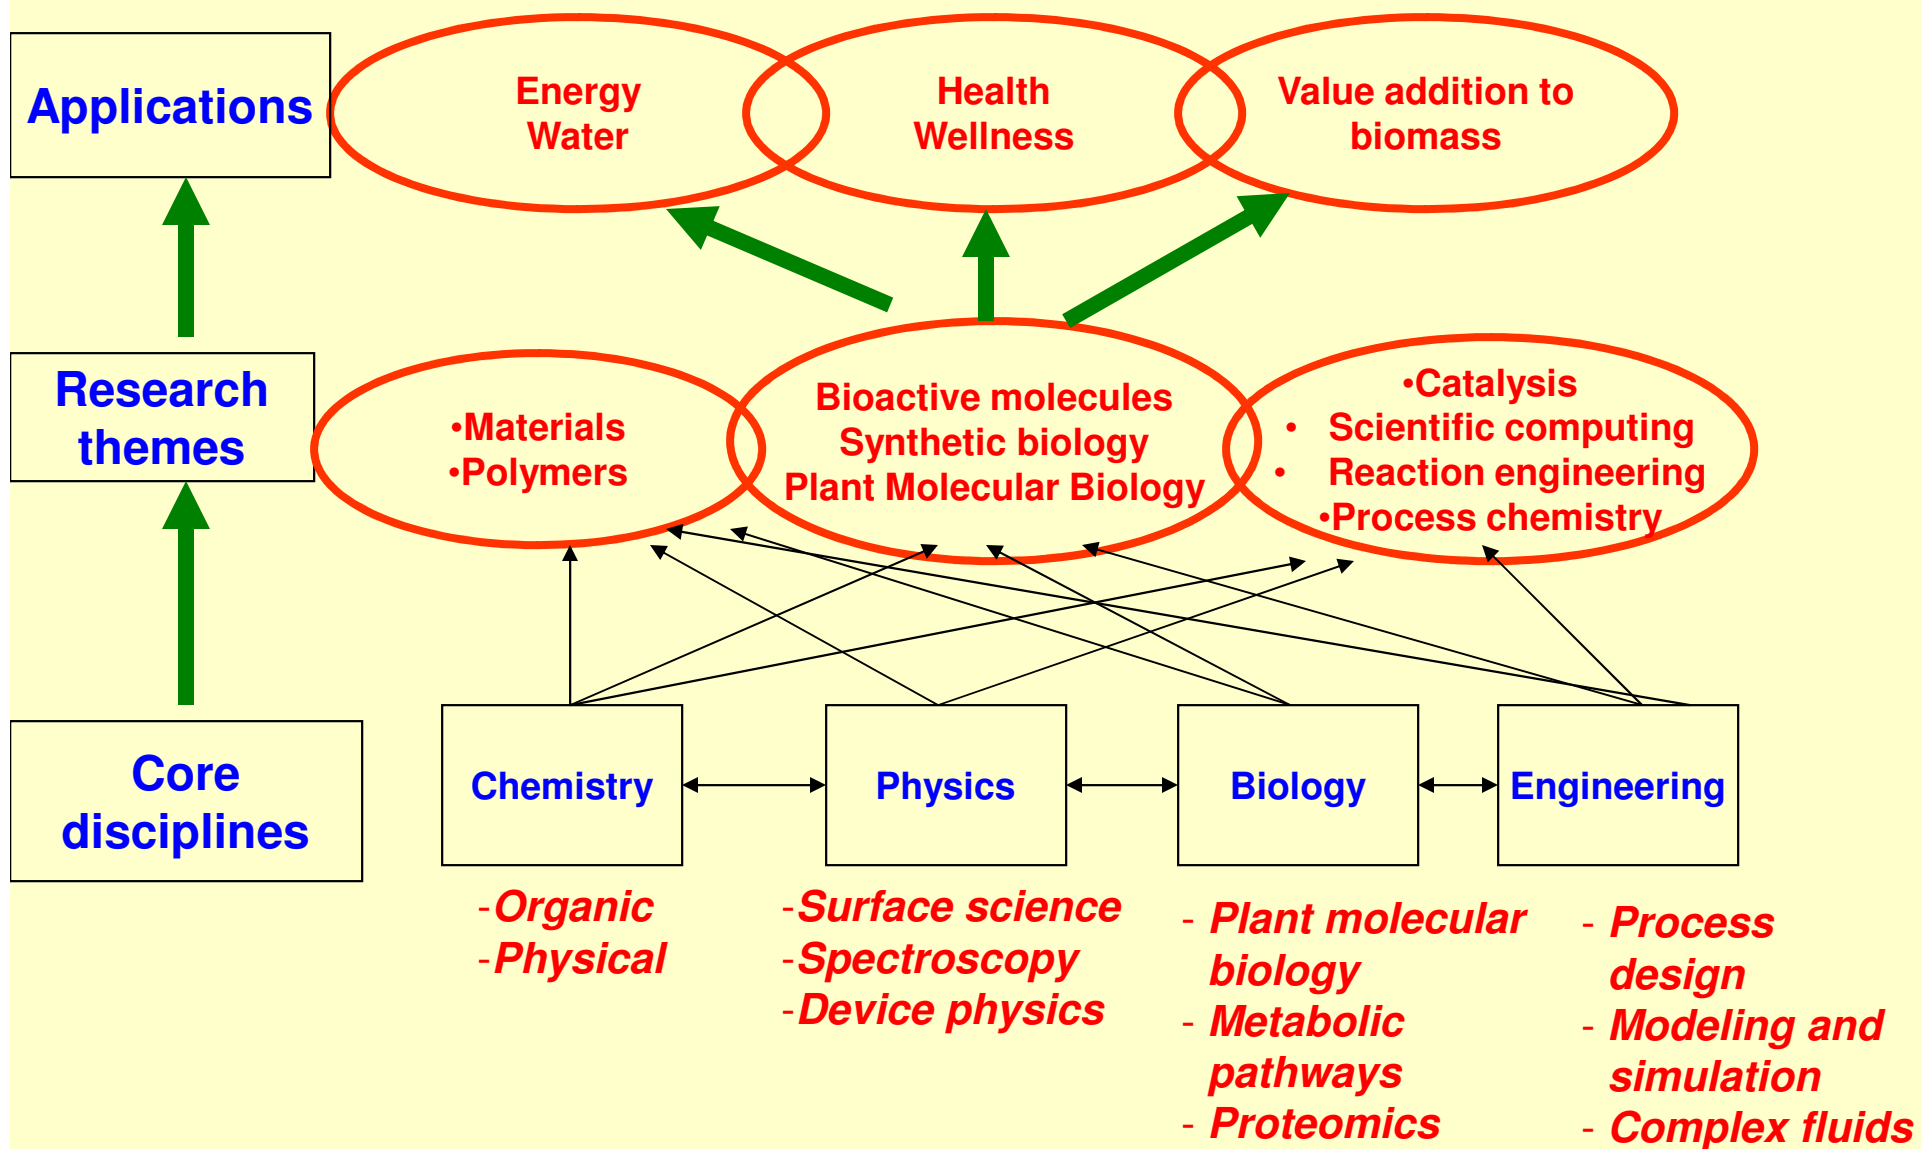 Applications
Energy
Water
Health
Wellness
Value addition to
biomass
Research
themes
•Materials
•Polymers
Bioactive molecules
Synthetic biology
Plant Molecular Biology
•Catalysis
• Scientific computing
• Reaction engineering
•Process chemistry
Core
disciplines
Chemistry
Physics
Biology
Engineering
-Organic
-Physical
-Surface science
-Spectroscopy
-Device physics
- Plant molecular
biology
- Metabolic
pathways
- Proteomics
- Process
design
- Modeling and
simulation
- Complex fluids